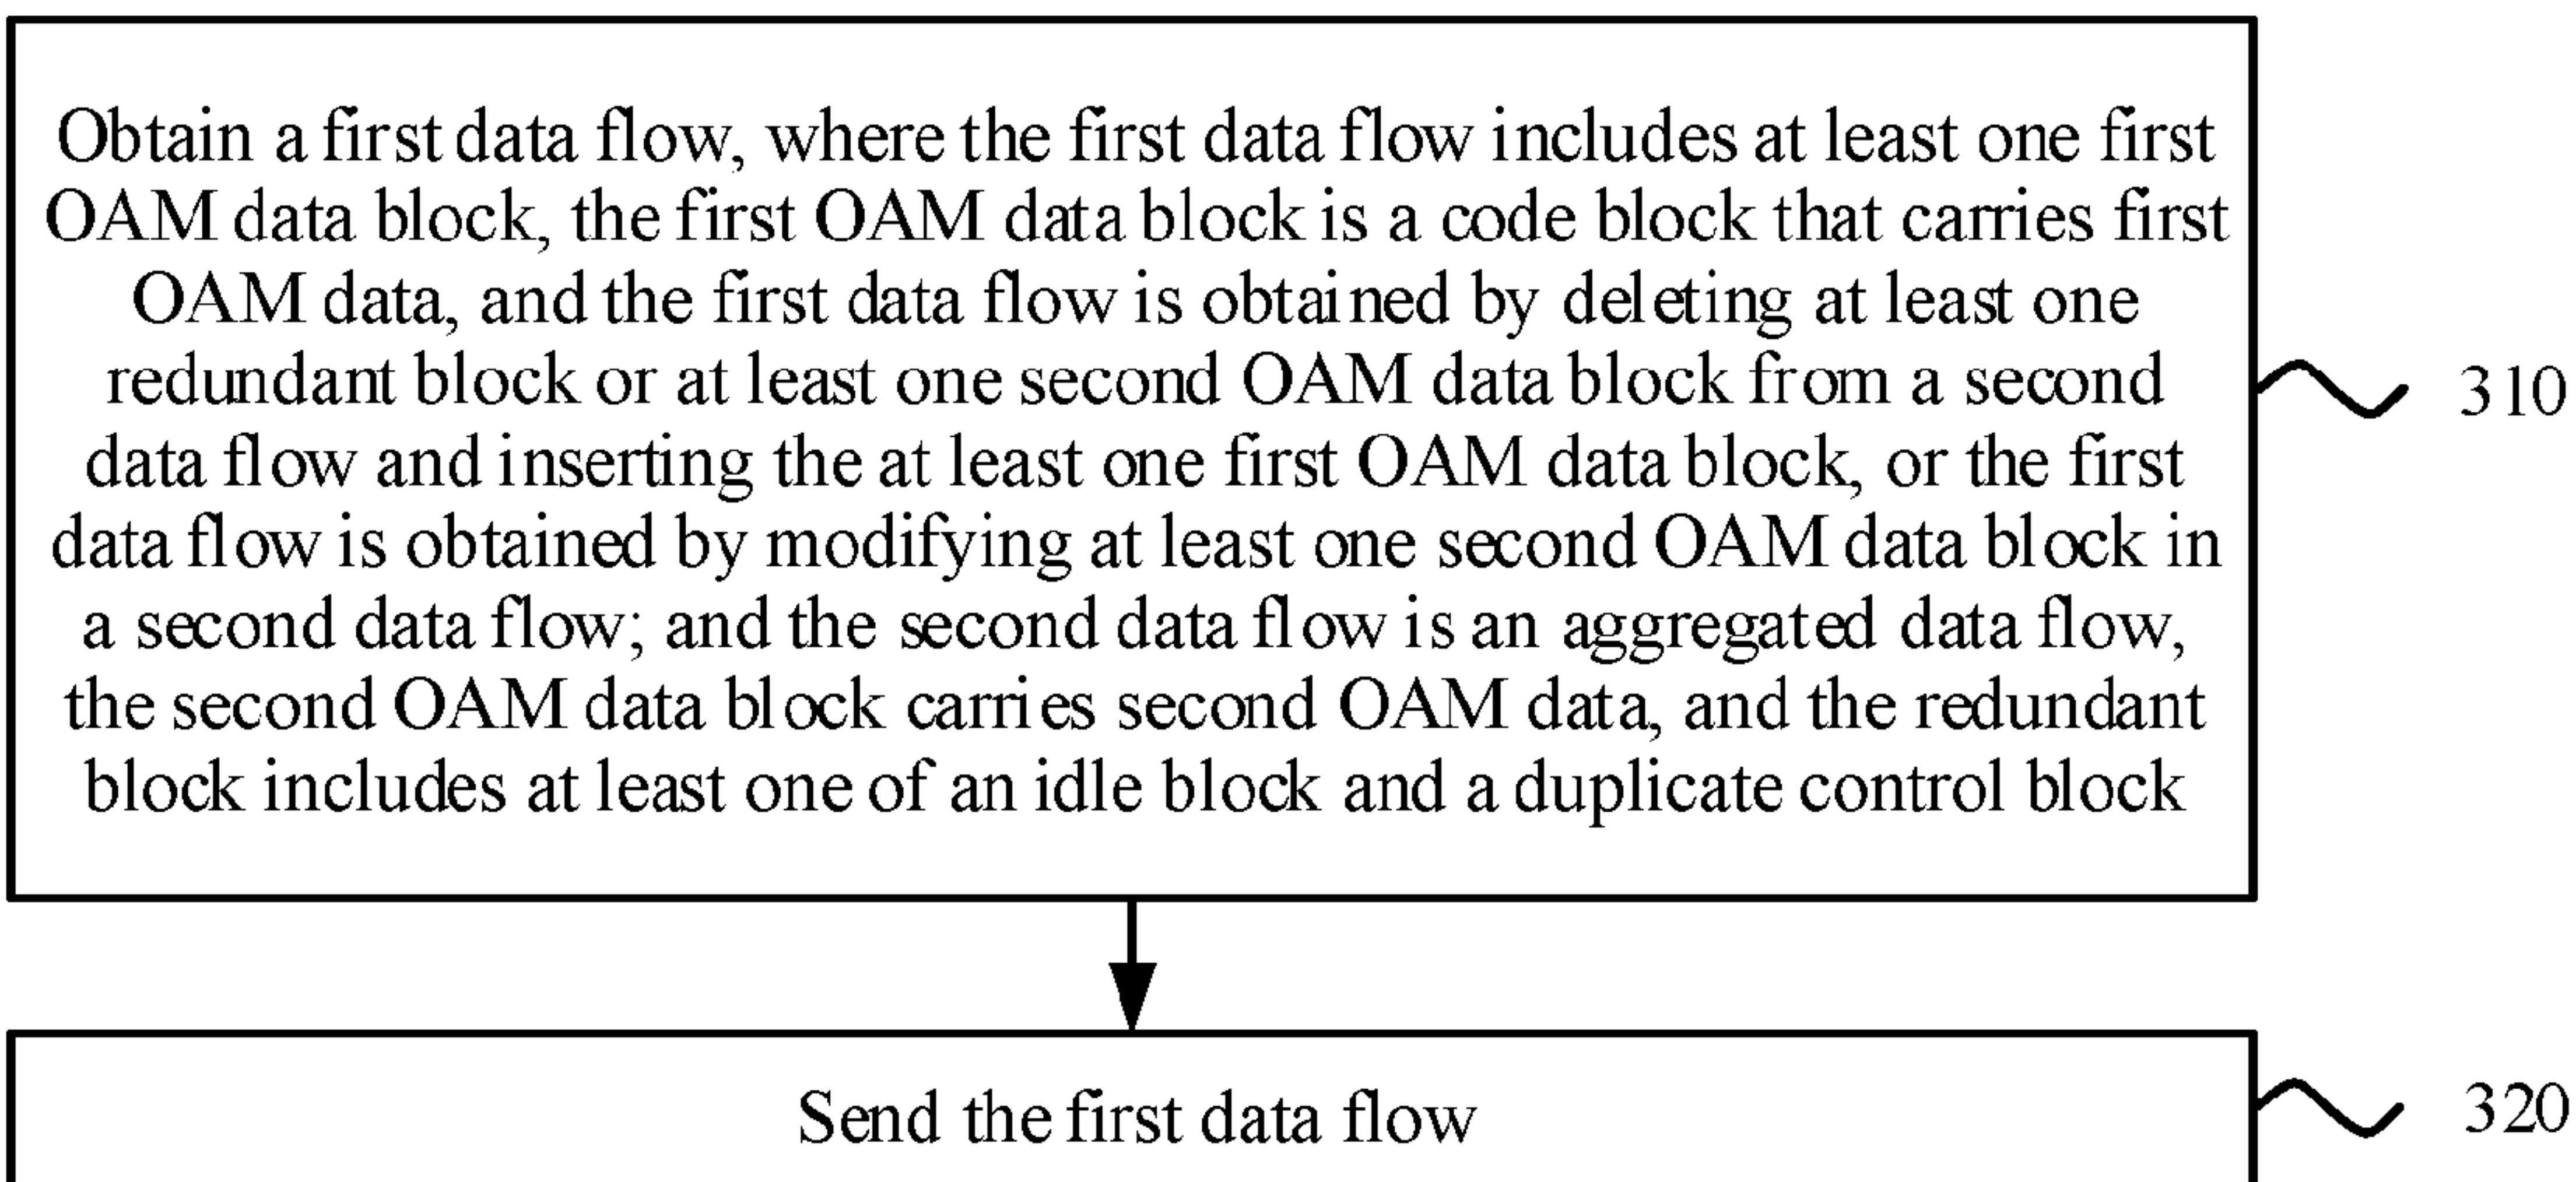 Obtain a first data flow, where the first data flow includes at least one first
OAM data block, the first OAM data block is a code block that carries first
OAM data, and the first data flow is obtained by deleting at least one
redundant block or at least one second OAM data block from a second
data flow and inserting the at least one first OAM data block, or the first
data flow is obtained by modifying at least one second OAM data block in
a second data flow; and the second data flow is an aggregated data flow,
the second OAM data block carries second OAM data, and the redundant
block includes at least one of an idle block and a duplicate control block
310
Send the first data flow
320